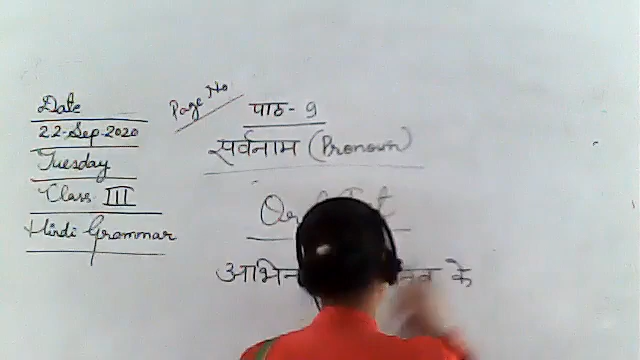 Date
22-Sep-2020
Tuesday
Class III
Hindi Grammar
Page No
पाठ- 9
सर्वनाम (Pronoun)
के